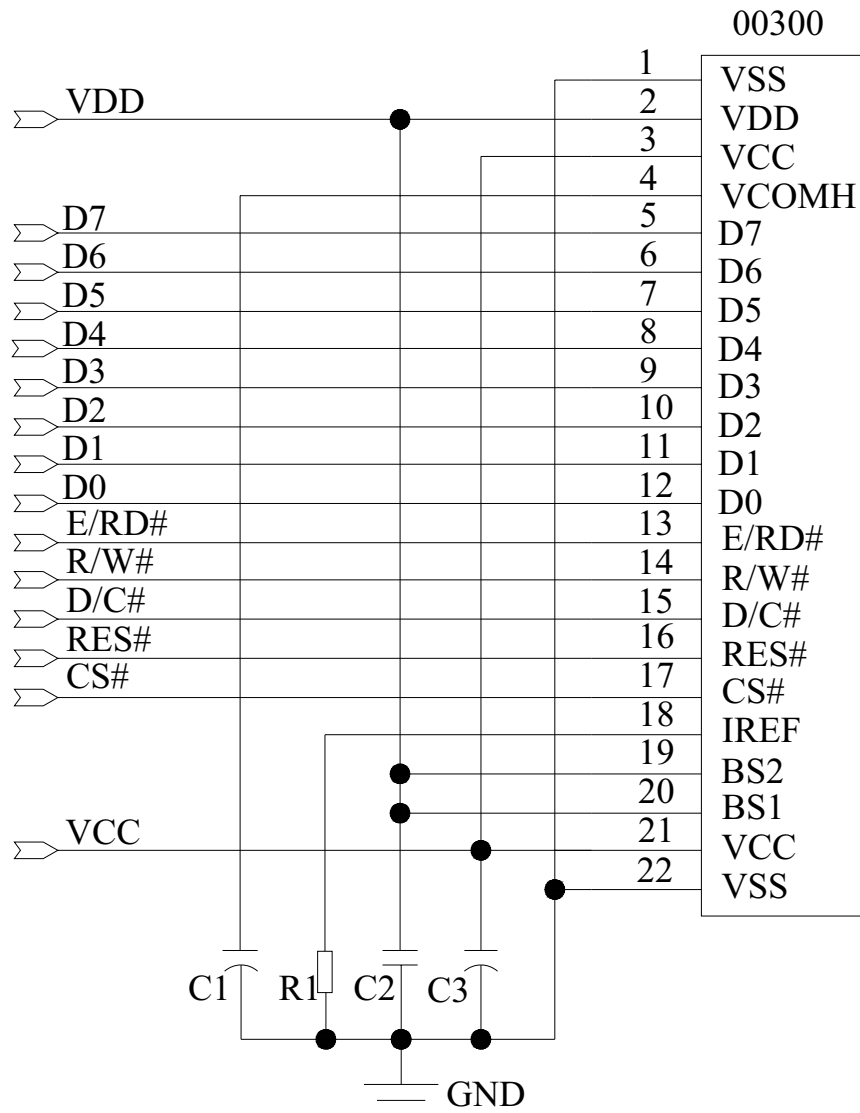 00300
1 VSS
VDD 2 VDD
3 VCC
4 VCOMH
D7 5 D7
D6 6 D6
D5 7 D5
D4 8 D4
D3 9 D3
D2 10 D2
D1 11 D1
D0 12 D0
E/RD# 13 E/RD#
R/W# 14 R/W#
D/C# 15 D/C#
RES# 16 RES#
CS# 17 CS#
18 IREF
19 BS2
20 BS1
VCC 21 VCC
22 VSS
C1 R1 C2 C3
GND